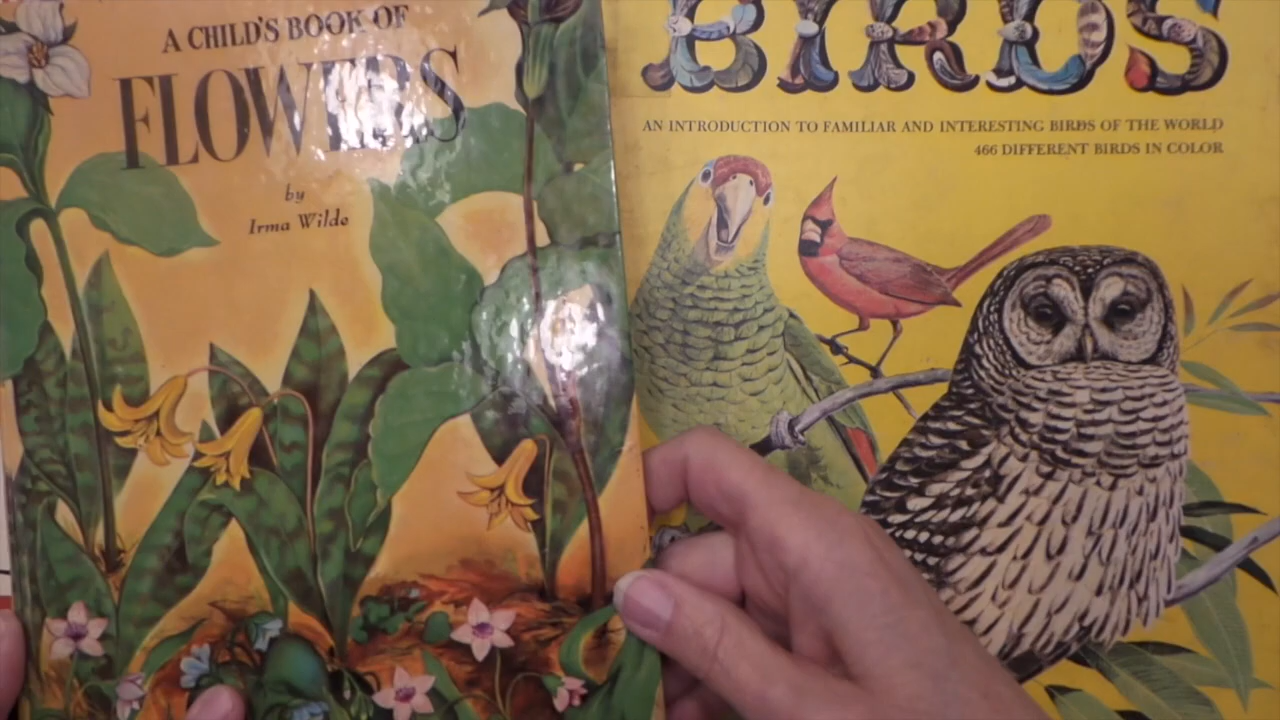 A CHILD'S BOOK OF
FLOWERS
by
Irma Wilde
BIRDS
AN INTRODUCTION TO FAMILIAR AND INTERESTING BIRDS OF THE WORLD
466 DIFFERENT BIRDS IN COLOR